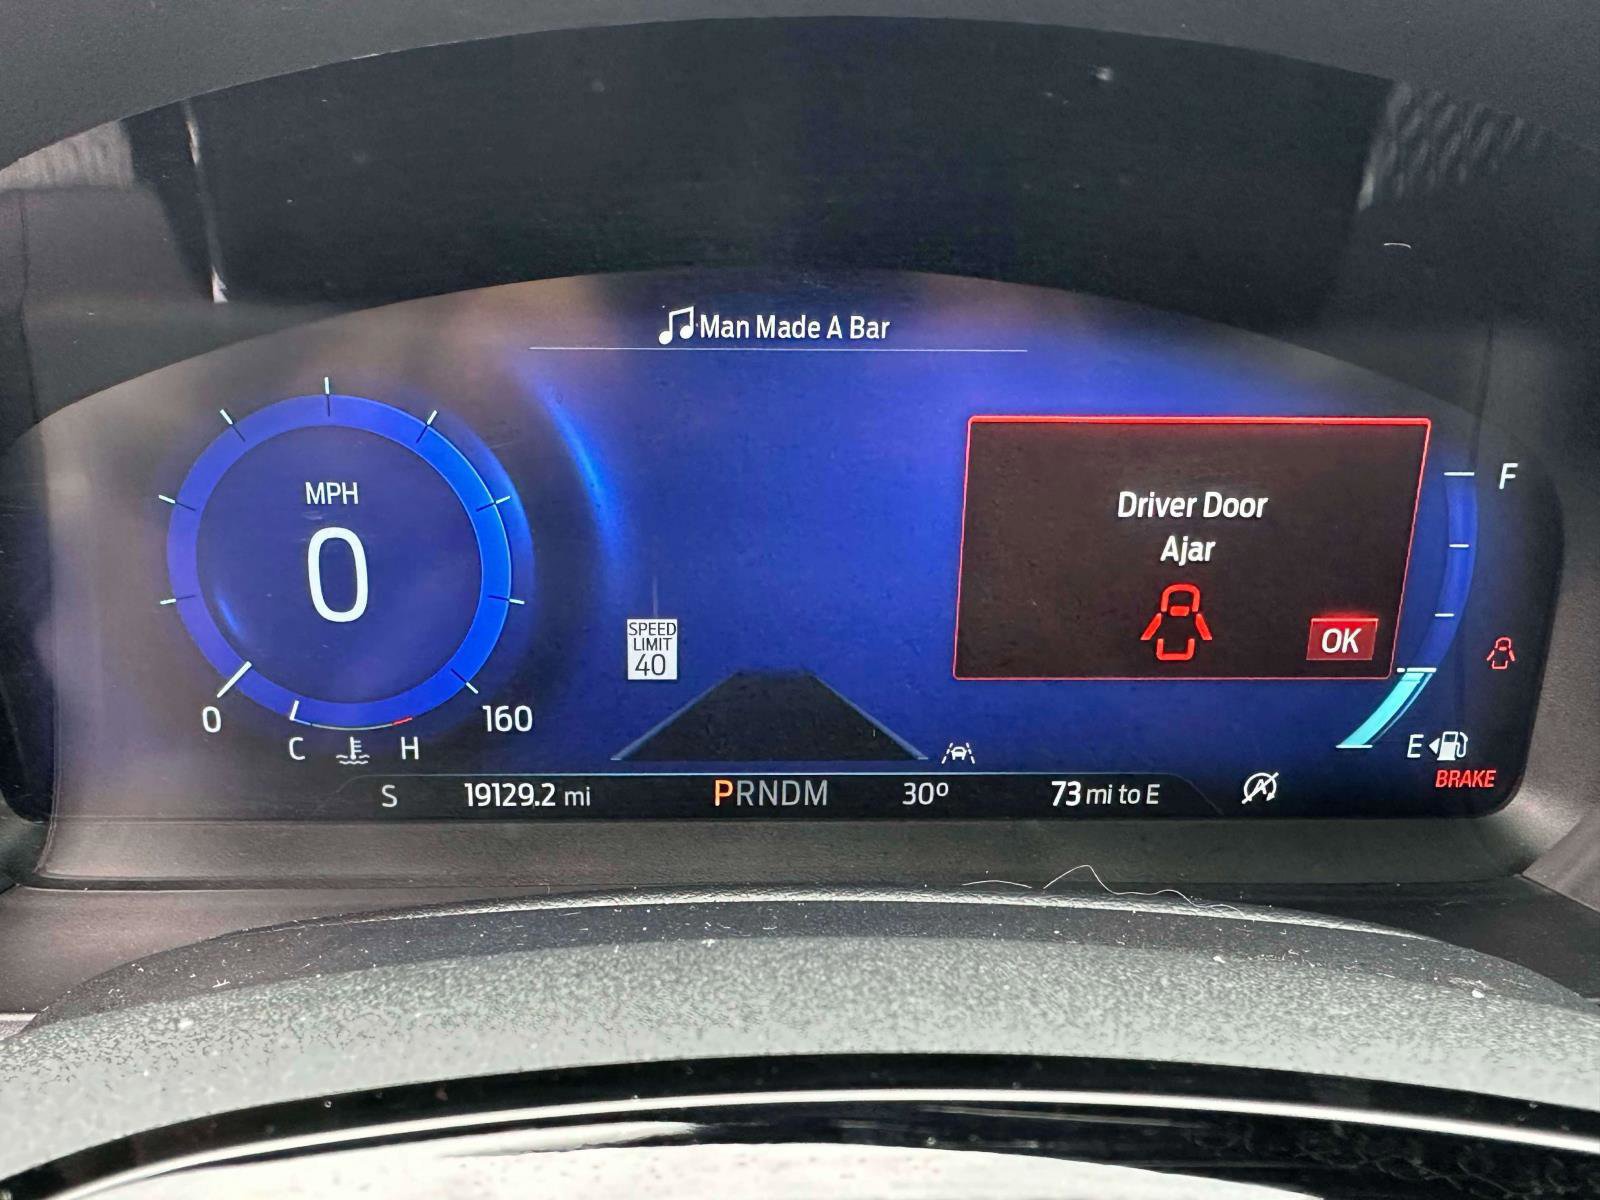 Man Made A Bar
MPH
0
0
160
C
H
SPEED
LIMIT
40
Driver Door
Ajar
OK
F
E
BRAKE
S
19129.2 mi
PRNDM
30º
73 mi to E
A